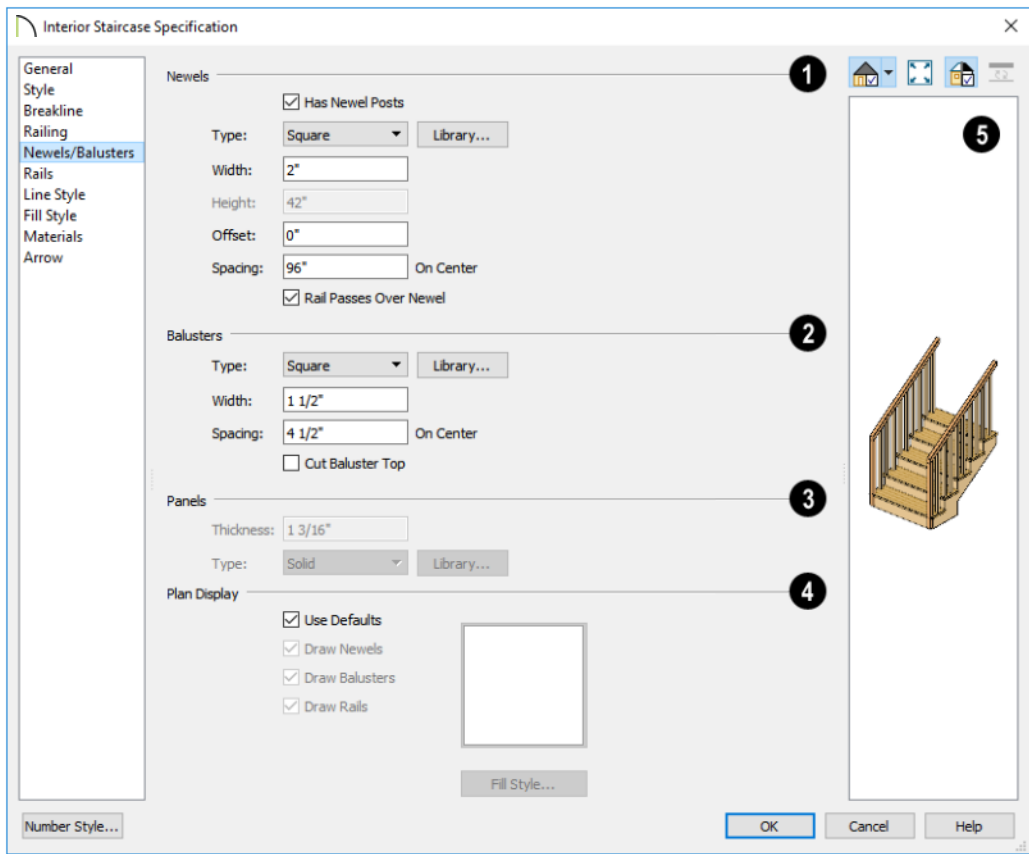 Interior Staircase Specification
General
Style
Breakline
Railing
Newels/Balusters
Rails
Line Style
Fill Style
Materials
Arrow
Newels
1
Has Newel Posts
Type: Square Library...
Width: 2"
Height: 42"
Offset: 0"
Spacing: 96" On Center
Rail Passes Over Newel
Balusters
2
Type: Square Library...
Width: 1 1/2"
Spacing: 4 1/2" On Center
Cut Baluster Top
Panels
3
Thickness: 1 3/16"
Type: Solid Library...
Plan Display
4
Use Defaults
Draw Newels
Draw Balusters
Draw Rails
Fill Style...
5
Number Style...
OK
Cancel
Help